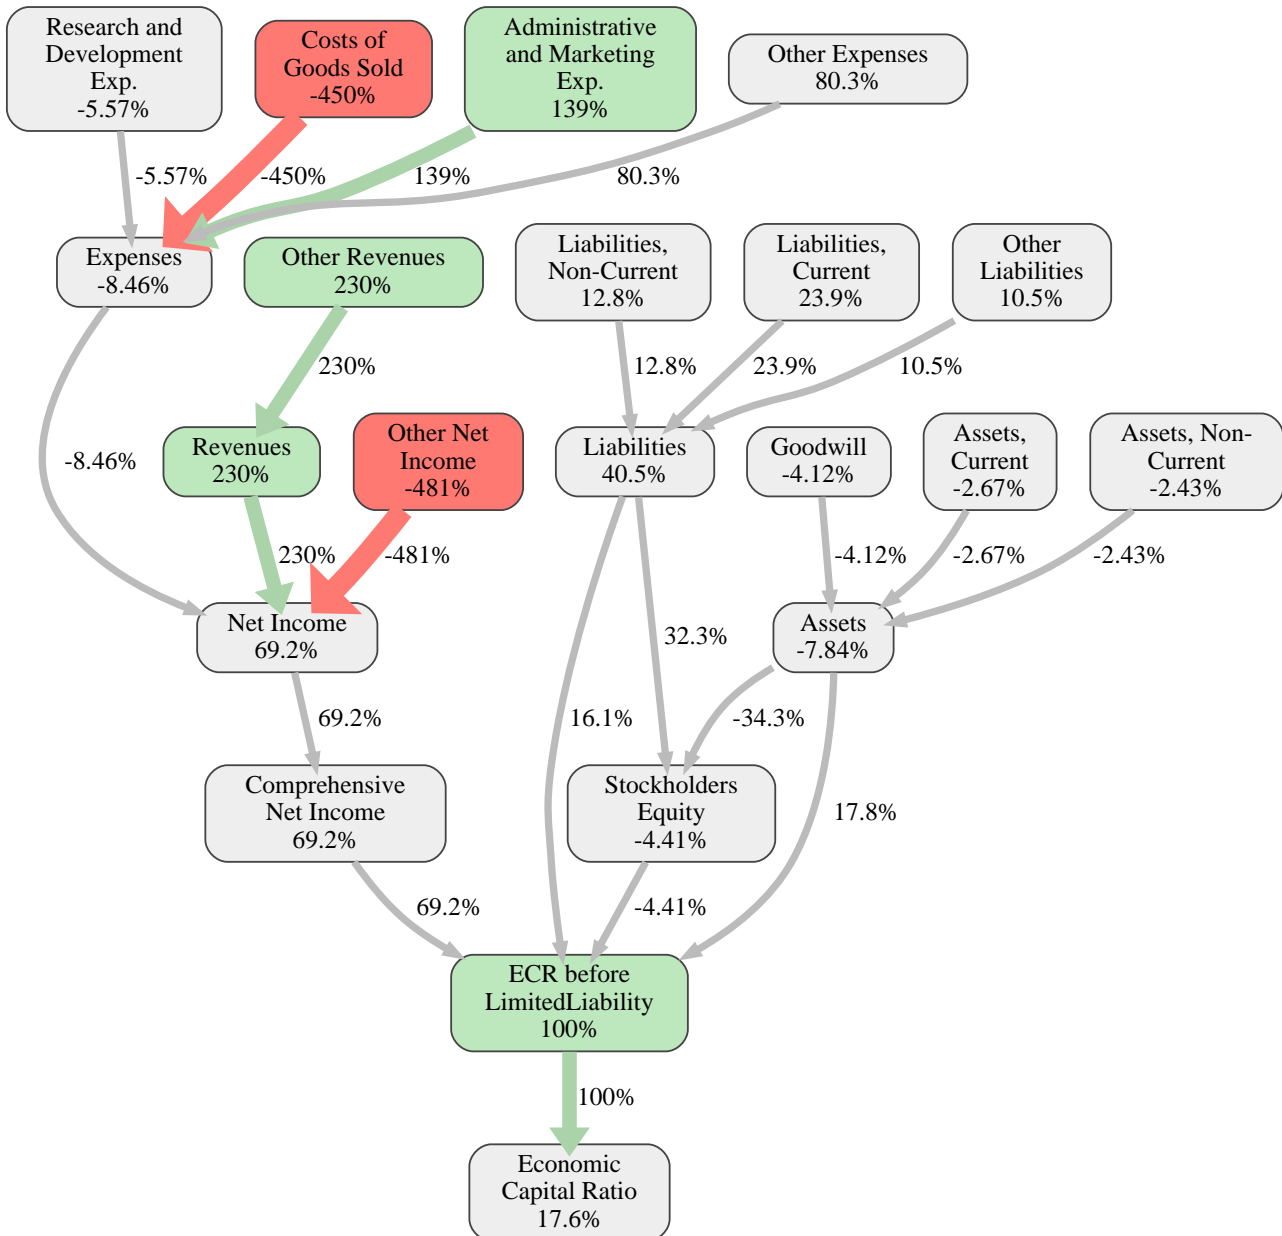 Research and
Development
Exp.
-5.57%
Costs of
Goods Sold
-450%
Administrative
and Marketing
Exp.
139%
Other Expenses
80.3%
-5.57%
-450%
139%
80.3%
Expenses
-8.46%
Other Revenues
230%
Liabilities,
Non-Current
12.8%
Liabilities,
Current
23.9%
Other
Liabilities
10.5%
230%
12.8%
23.9%
10.5%
-8.46%
Revenues
230%
Other Net
Income
-481%
Liabilities
40.5%
Goodwill
-4.12%
Assets,
Current
-2.67%
Assets, Non-
Current
-2.43%
230%
-481%
-4.12%
-2.67%
-2.43%
Net Income
69.2%
32.3%
Assets
-7.84%
69.2%
16.1%
-34.3%
Comprehensive
Net Income
69.2%
Stockholders
Equity
-4.41%
17.8%
69.2%
-4.41%
ECR before
LimitedLiability
100%
100%
Economic
Capital Ratio
17.6%